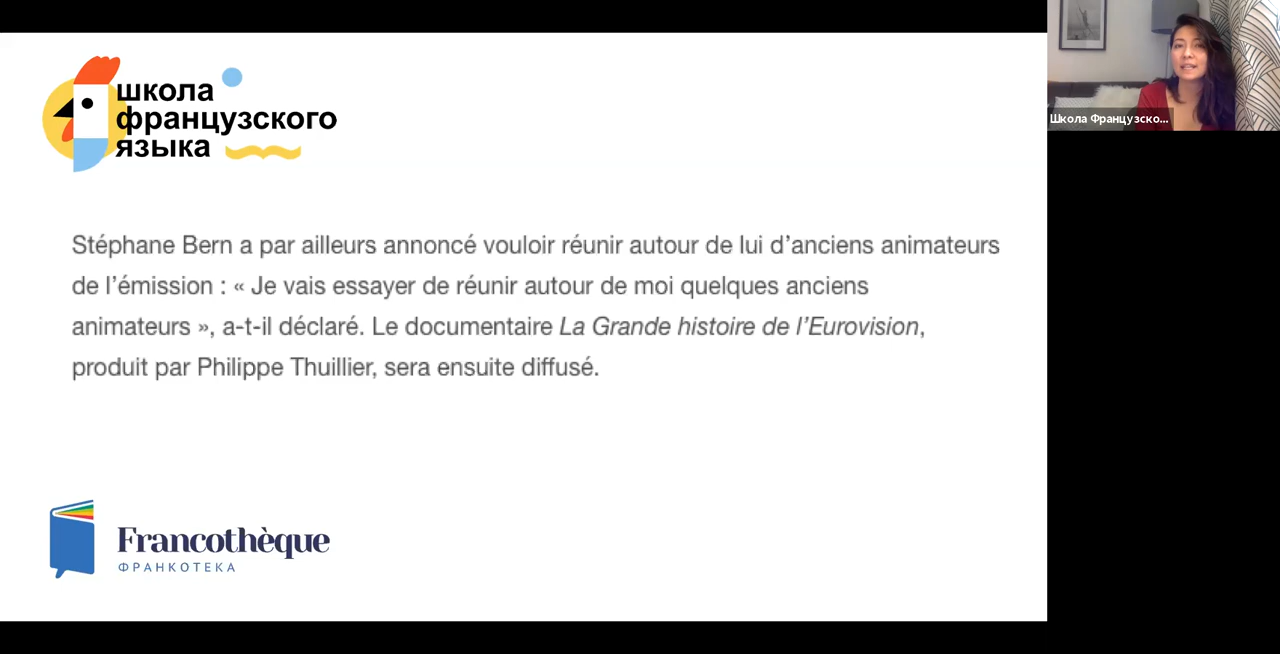 школа
французского
языка
Школа Французско...
Stéphane Bern a par ailleurs annoncé vouloir réunir autour de lui d’anciens animateurs
de l’émission : « Je vais essayer de réunir autour de moi quelques anciens
animateurs », a-t-il déclaré. Le documentaire La Grande histoire de l’Eurovision,
produit par Philippe Thuillier, sera ensuite diffusé.
Francothèque
ФРАНКОТЕКА